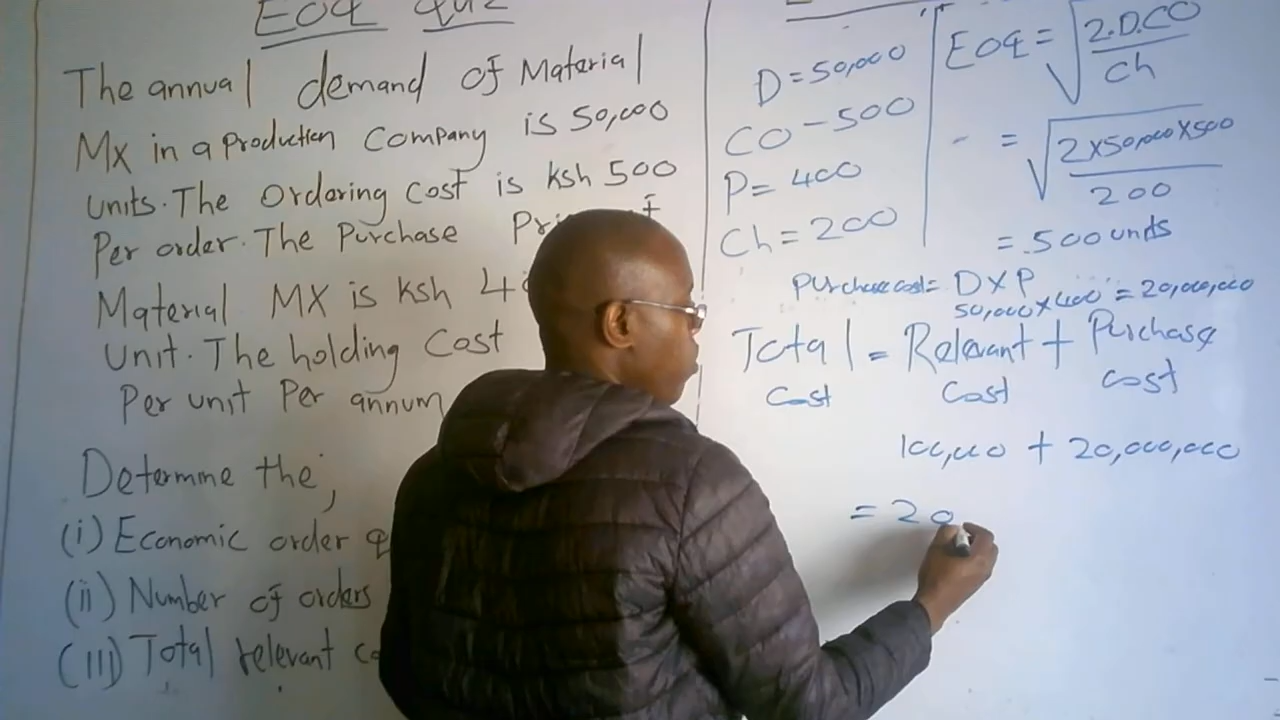 EOQ QUIZ
The annual demand of Material
MX in a Production Company is 50,000
units. The Ordering Cost is ksh 500
Per order. The Purchase
Material MX is ksh
Unit. The holding Cost
Per unit Per annum
Determine the;
(i) Economic order
(ii) Number of orders
(III) Total relevant
D = 50,000
CO - 500
P = 400
Ch = 200
EOQ = √2.D.CO
Ch
= √2×50,000×500
200
= 500 units
Purchase cost = D×P
50,000×400 = 20,000,000
Total = Relevant + Purchase
Cost Cost Cost
100,000 + 20,000,000
= 20